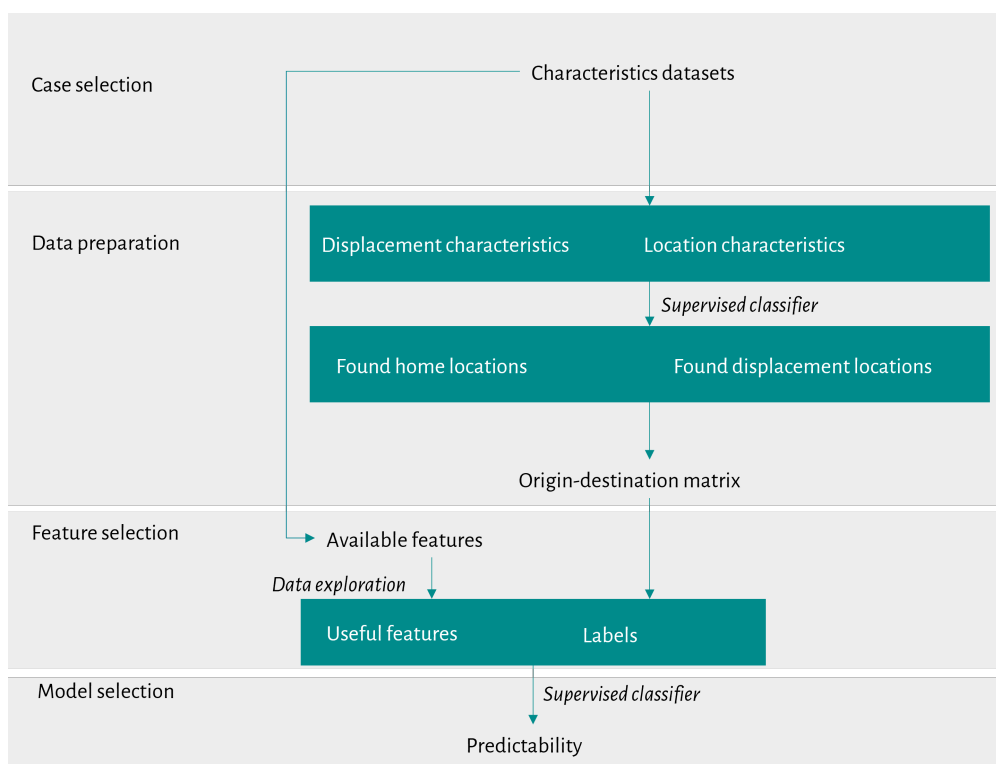 Case selection
Characteristics datasets
Data preparation
Displacement characteristics
Location characteristics
Supervised classifier
Found home locations
Found displacement locations
Origin-destination matrix
Feature selection
Available features
Data exploration
Useful features
Labels
Model selection
Supervised classifier
Predictability